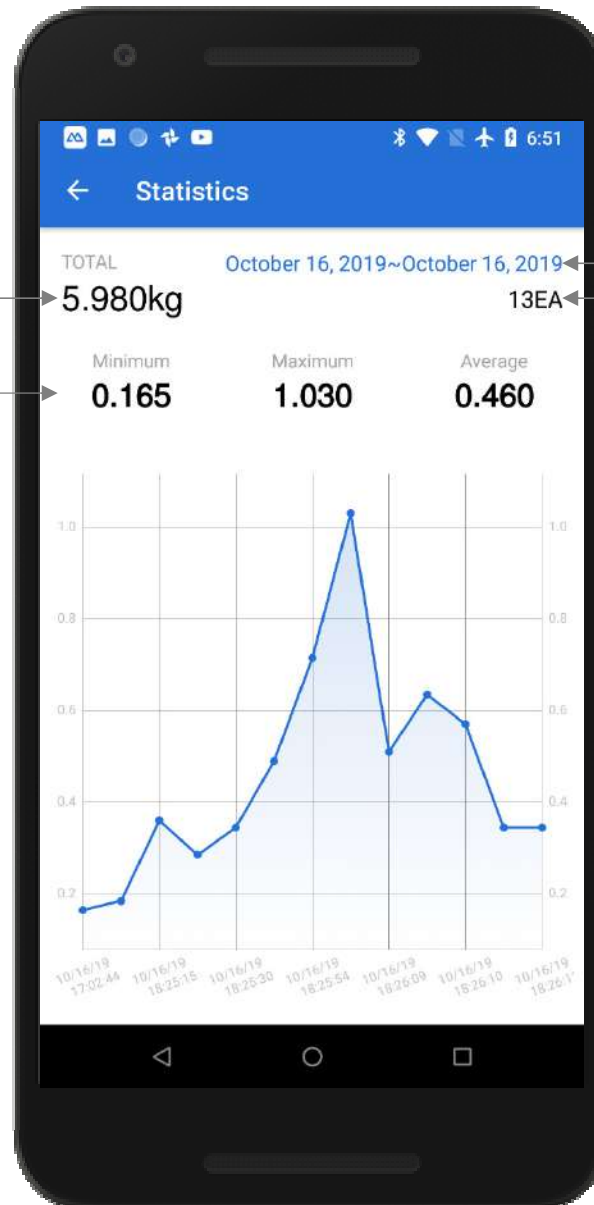 6:51
Statistics
TOTAL
October 16, 2019~October 16, 2019
5.980kg
13EA
Minimum Maximum Average
0.165 1.030 0.460
1.0 1.0
0.8 0.8
0.6 0.6
0.4 0.4
0.2 0.2
10/16/19 10/16/19 10/16/19 10/16/19 10/16/19 10/16/19 10/16/19
17:02:44 18:25:15 18:25:30 18:25:54 18:26:09 18:26:10